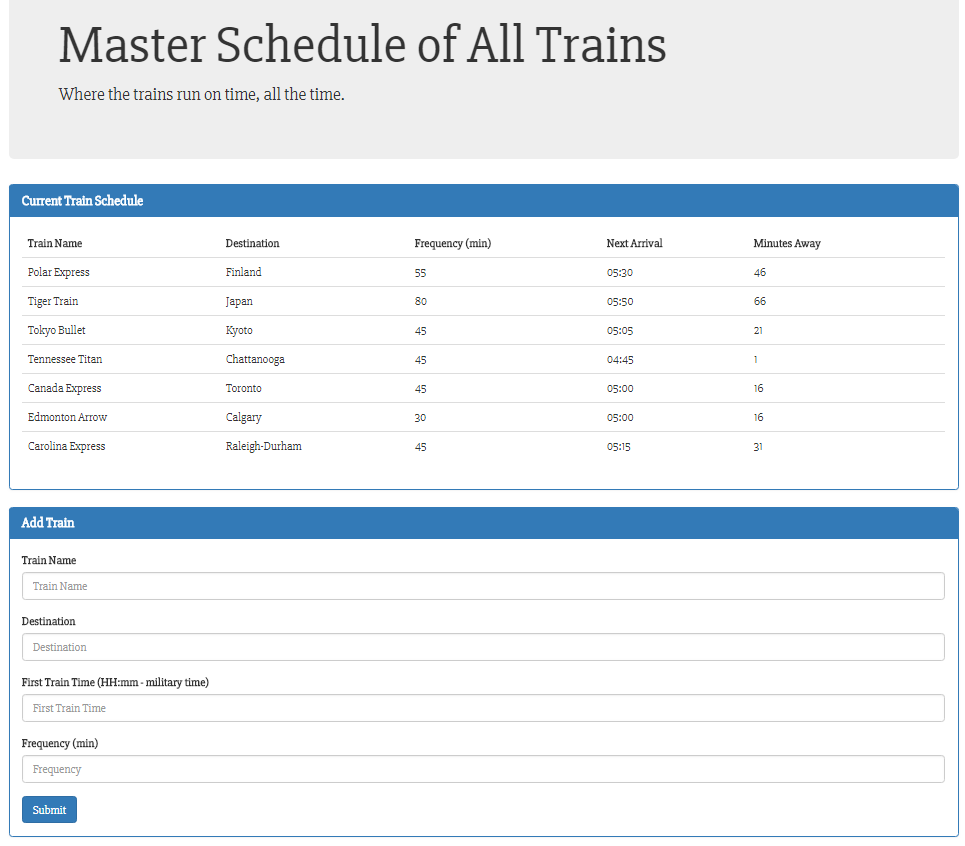 Master Schedule of All Trains
Where the trains run on time, all the time.
Current Train Schedule
Train Name Destination Frequency (min) Next Arrival Minutes Away
Polar Express Finland 55 05:30 46
Tiger Train Japan 80 05:50 66
Tokyo Bullet Kyoto 45 05:05 21
Tennessee Titan Chattanooga 45 04:45 1
Canada Express Toronto 45 05:00 16
Edmonton Arrow Calgary 30 05:00 16
Carolina Express Raleigh-Durham 45 05:15 31
Add Train
Train Name
Train Name
Destination
Destination
First Train Time (HH:mm - military time)
First Train Time
Frequency (min)
Frequency
Submit